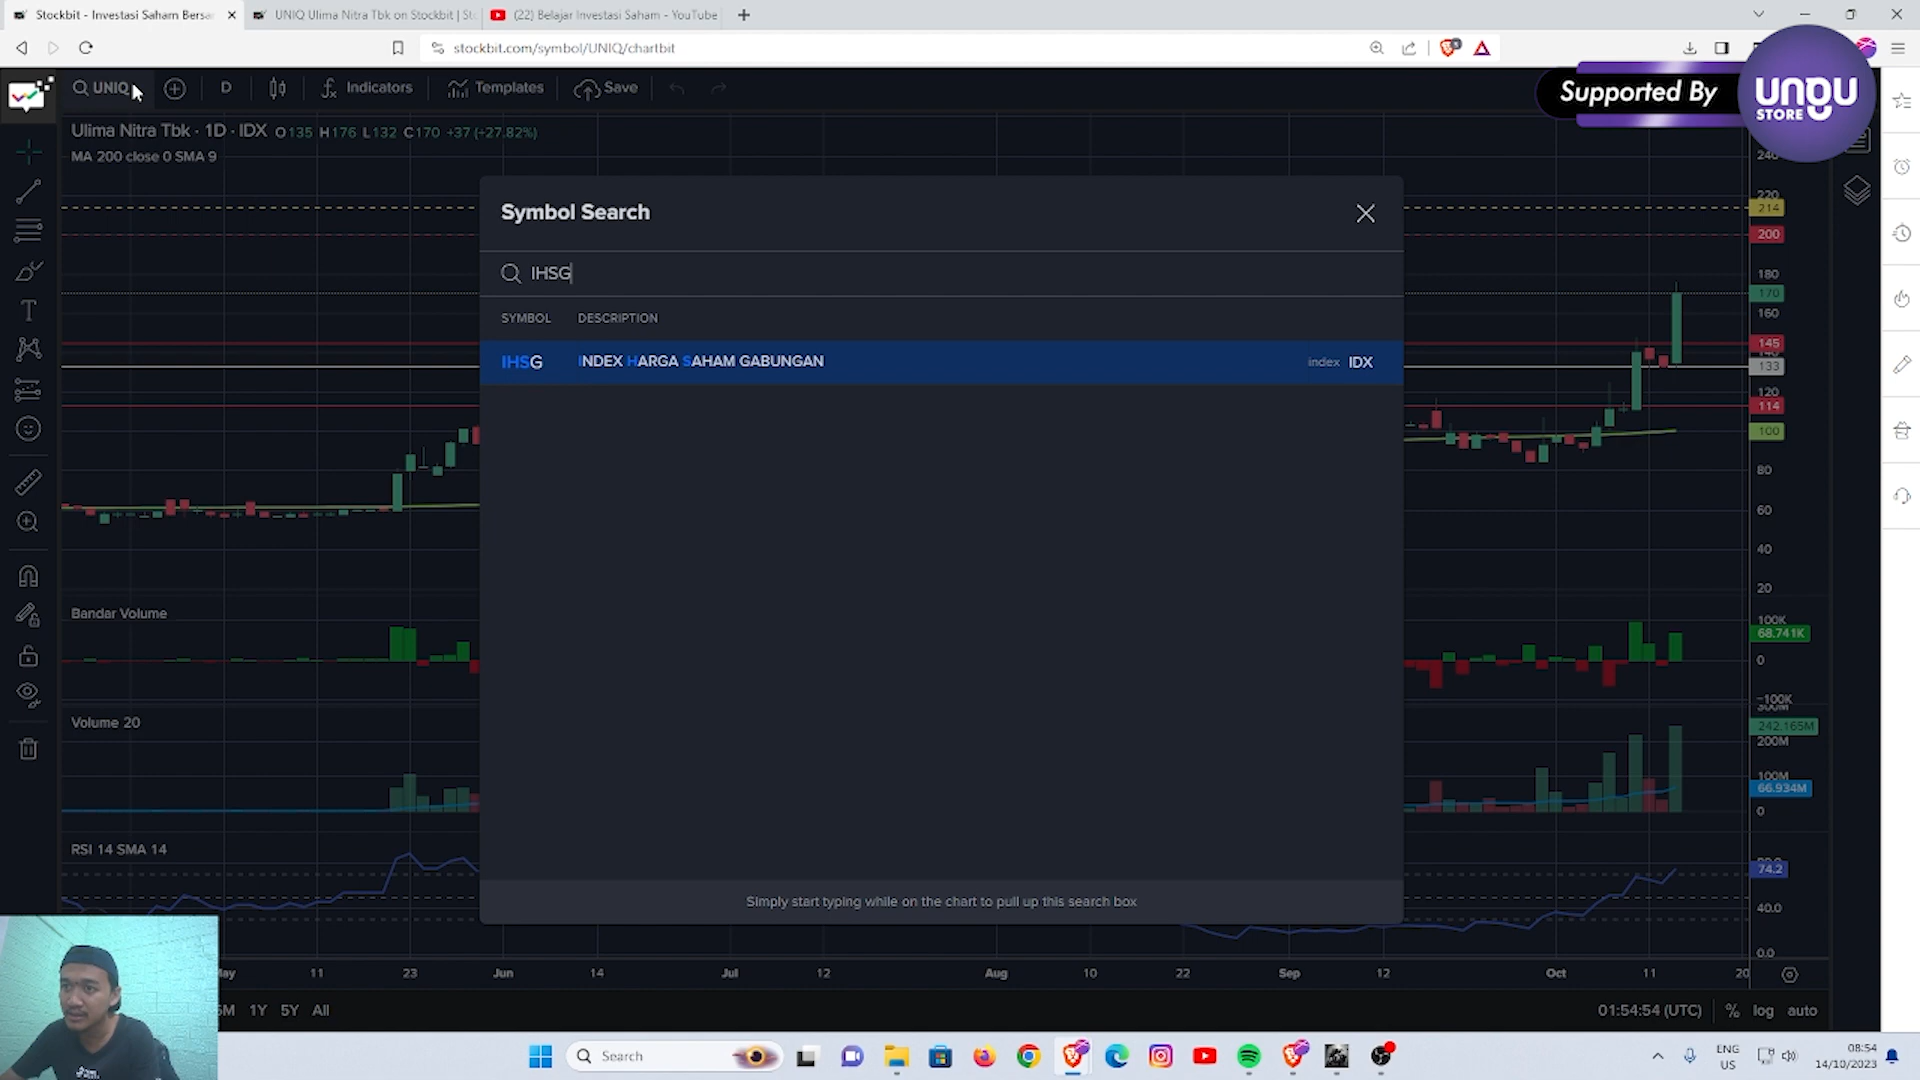 Stockbit - Investasi Saham Bersa
UNIQ Ulima Nitra Tbk on Stockbit | St
(22) Belajar Investasi Saham - YouTube
stockbit.com/symbol/UNIQ/chartbit
Supported By
UNGU
STORE
UNIQ
D
Indicators
Templates
Save
Ulima Nitra Tbk · 1D · IDX O135 H176 L132 C170 +37 (+27.82%)
MA 200 close 0 SMA 9
Symbol Search
IHSG
SYMBOL DESCRIPTION
IHSG INDEX HARGA SAHAM GABUNGAN index IDX
Simply start typing while on the chart to pull up this search box
240
220
214
200
180
170
160
145
133
120
114
100
80
60
40
20
Bandar Volume
100K
68.741K
0
-100K
Volume 20
300M
242.165M
200M
100M
66.934M
0
RSI 14 SMA 14
74.2
40.0
0.0
May 11 23 Jun 14 Jul 12 Aug 10 22 Sep 12 Oct 11 20
1Y 5Y All
01:54:54 (UTC) % log auto
Search
ENG
US
08:54
14/10/2023